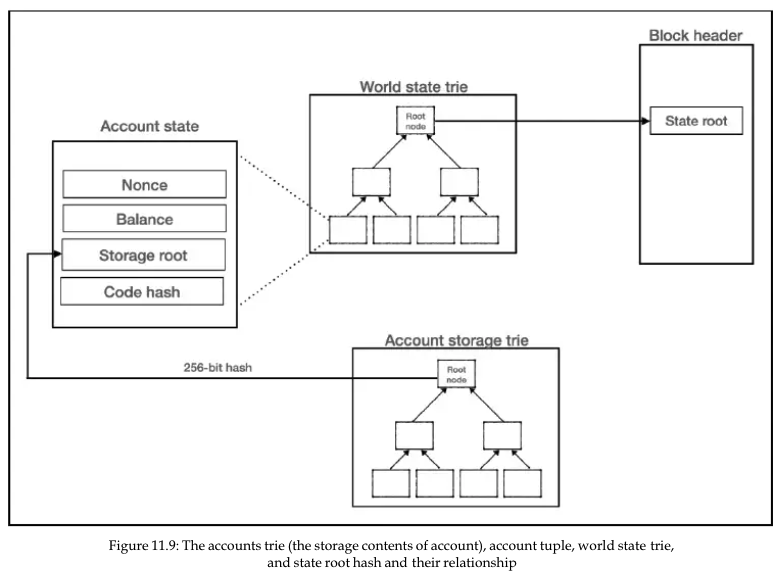 Block header
State root
World state trie
Root
node
Account state
Nonce
Balance
Storage root
Code hash
256-bit hash
Account storage trie
Root
node
Figure 11.9: The accounts trie (the storage contents of account), account tuple, world state trie,
and state root hash and their relationship